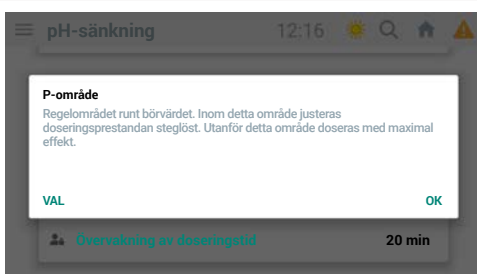 pH-sänkning 12:16
P-område
Regelområdet runt börvärdet. Inom detta område justeras
doseringsprestandan steglöst. Utanför detta område doseras med maximal
effekt.
VAL OK
Övervakning av doseringstid 20 min